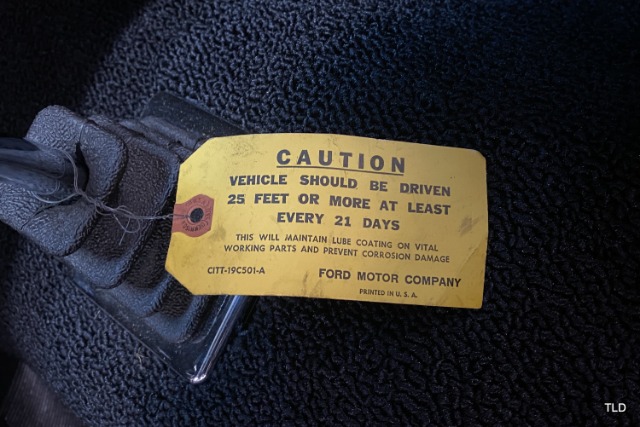 CAUTION
VEHICLE SHOULD BE DRIVEN
25 FEET OR MORE AT LEAST
EVERY 21 DAYS
THIS WILL MAINTAIN LUBE COATING ON VITAL
WORKING PARTS AND PREVENT CORROSION DAMAGE
CITT-19C501-A FORD MOTOR COMPANY
PRINTED IN U. S. A.
TLD